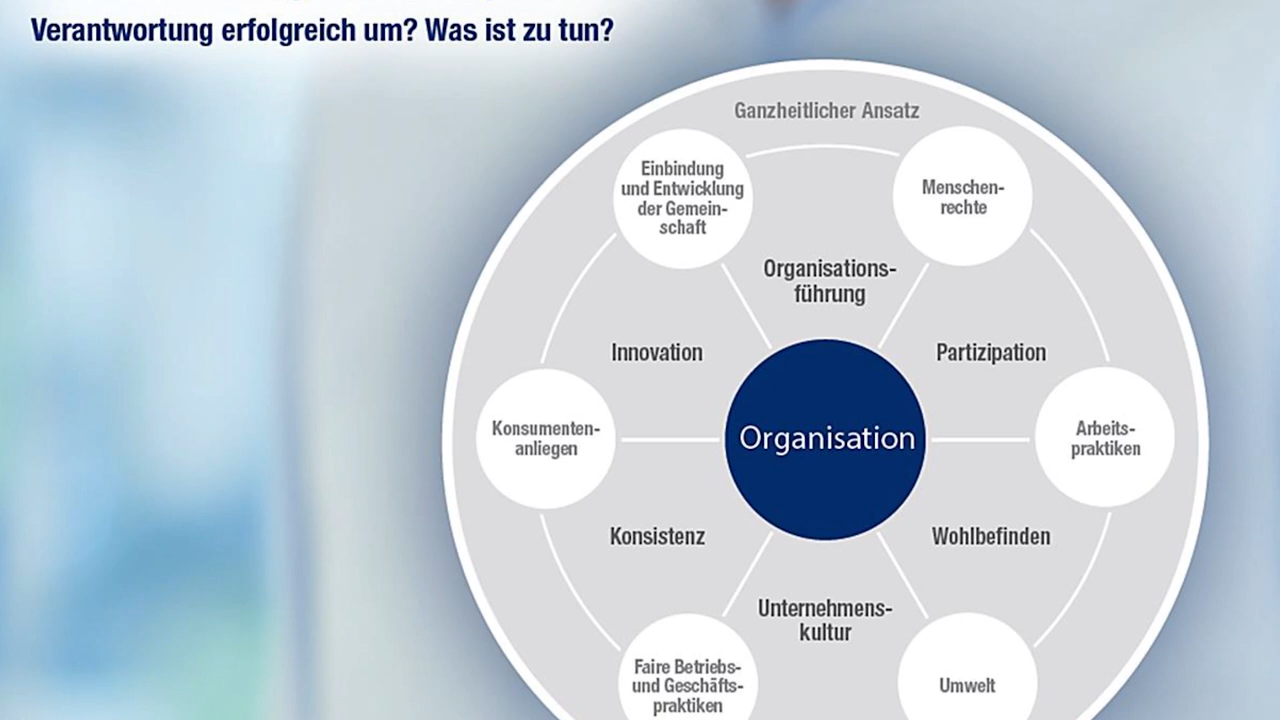 Verantwortung erfolgreich um? Was ist zu tun?
Ganzheitlicher Ansatz
Einbindung
und Entwicklung
der Gemein-
schaft
Menschen-
rechte
Organisations-
führung
Innovation
Partizipation
Konsumenten-
anliegen
Organisation
Arbeits-
praktiken
Konsistenz
Wohlbefinden
Unternehmens-
kultur
Faire Betriebs-
und Geschäfts-
praktiken
Umwelt